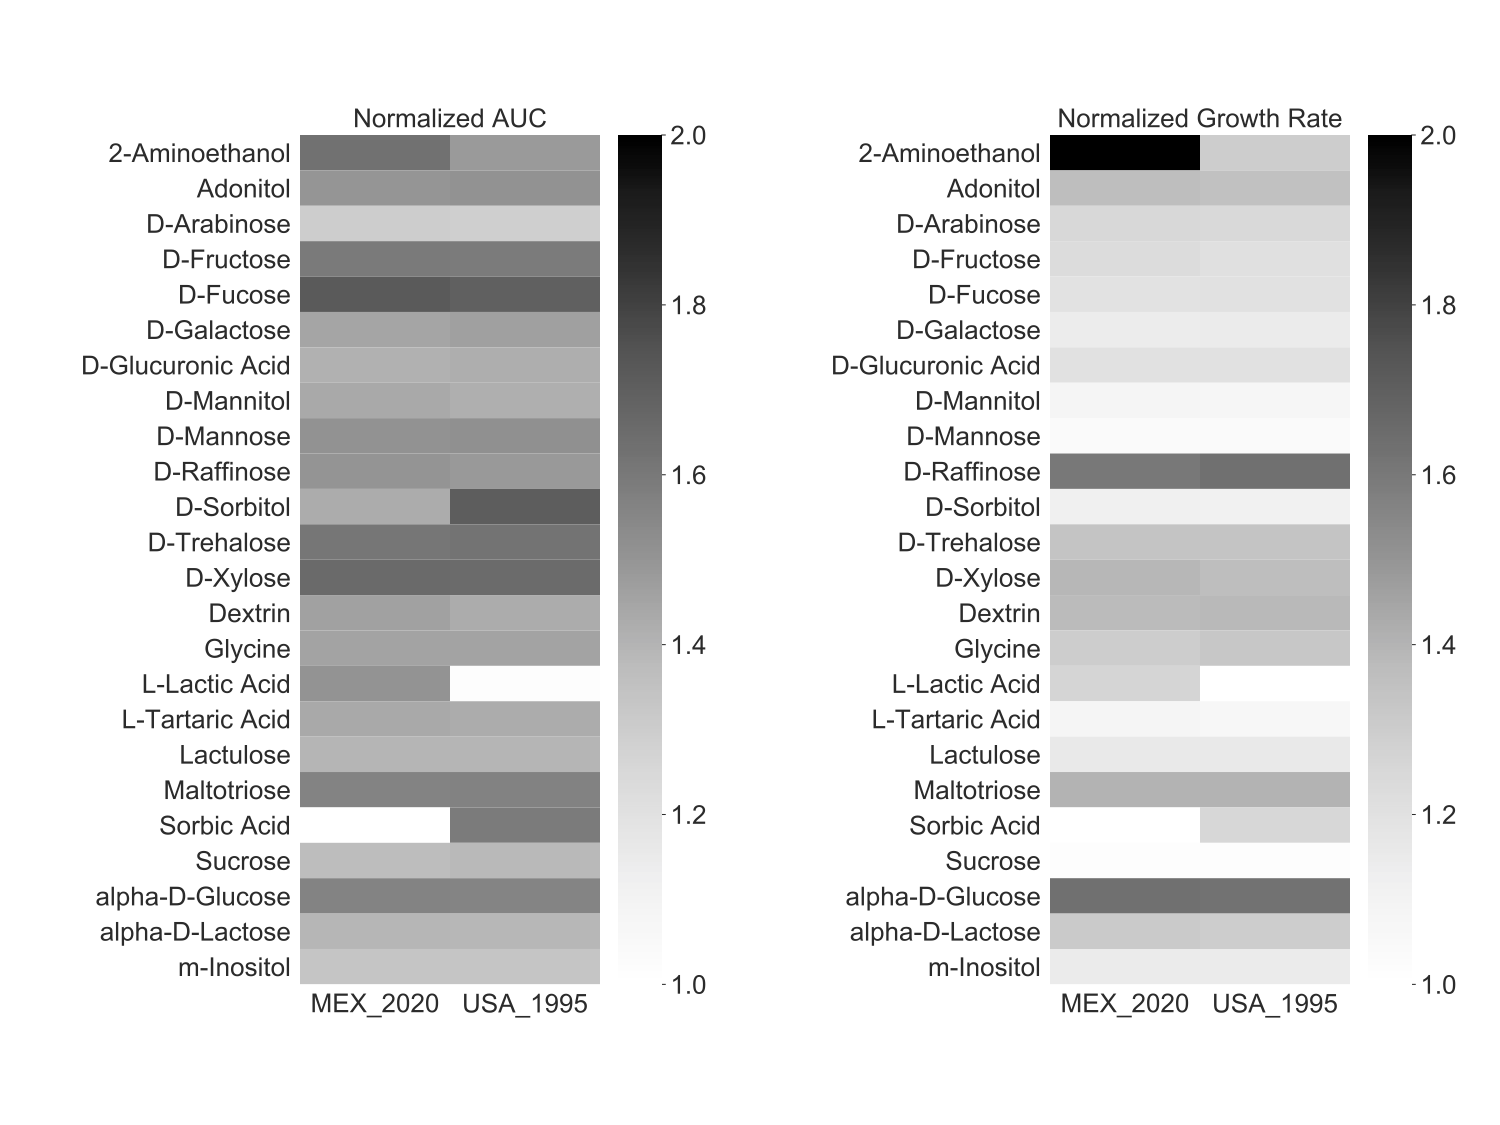 Normalized AUC
2-Aminoethanol
Adonitol
D-Arabinose
D-Fructose
D-Fucose
D-Galactose
D-Glucuronic Acid
D-Mannitol
D-Mannose
D-Raffinose
D-Sorbitol
D-Trehalose
D-Xylose
Dextrin
Glycine
L-Lactic Acid
L-Tartaric Acid
Lactulose
Maltotriose
Sorbic Acid
Sucrose
alpha-D-Glucose
alpha-D-Lactose
m-Inositol
MEX_2020 USA_1995
2.0
1.8
1.6
1.4
1.2
1.0
Normalized Growth Rate
2-Aminoethanol
Adonitol
D-Arabinose
D-Fructose
D-Fucose
D-Galactose
D-Glucuronic Acid
D-Mannitol
D-Mannose
D-Raffinose
D-Sorbitol
D-Trehalose
D-Xylose
Dextrin
Glycine
L-Lactic Acid
L-Tartaric Acid
Lactulose
Maltotriose
Sorbic Acid
Sucrose
alpha-D-Glucose
alpha-D-Lactose
m-Inositol
MEX_2020 USA_1995
2.0
1.8
1.6
1.4
1.2
1.0